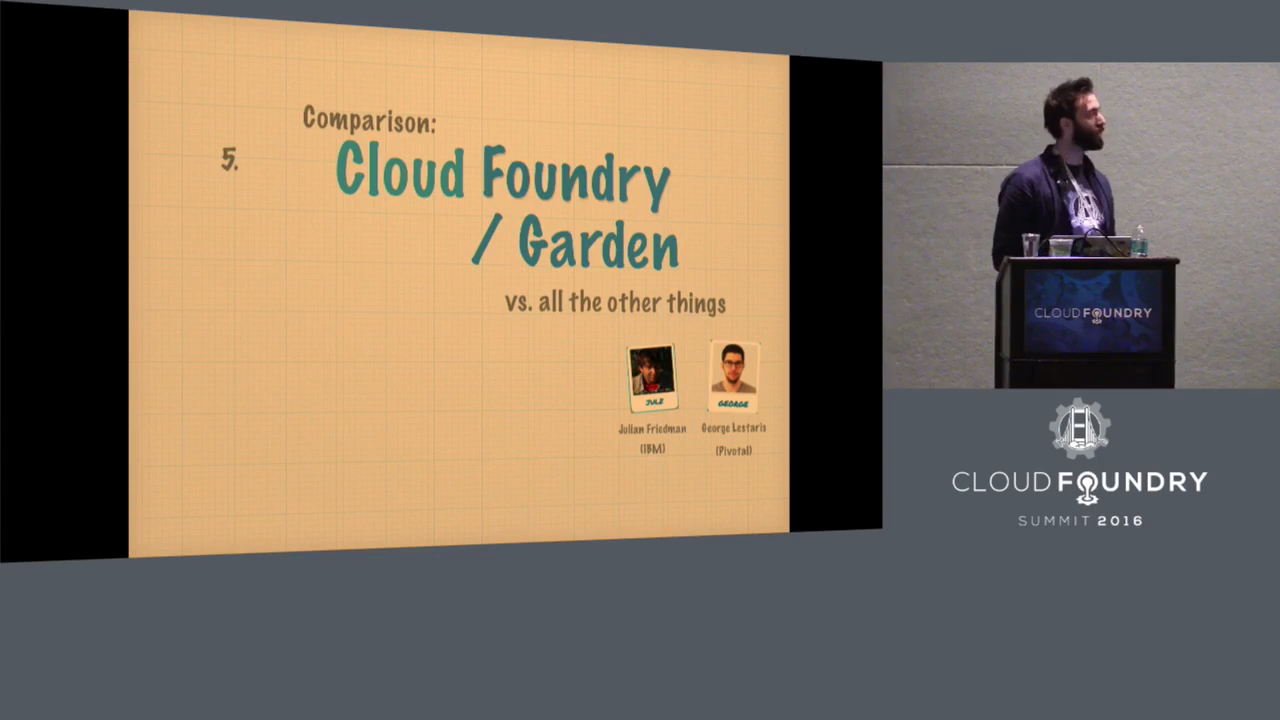 Comparison:
5.
Cloud Foundry
/ Garden
vs. all the other things
JULZ
GEORGE
Julian Friedman
George Lestaris
(IBM)
(Pivotal)
CLOUD FOUNDRY
CLOUD FOUNDRY
SUMMIT 2016